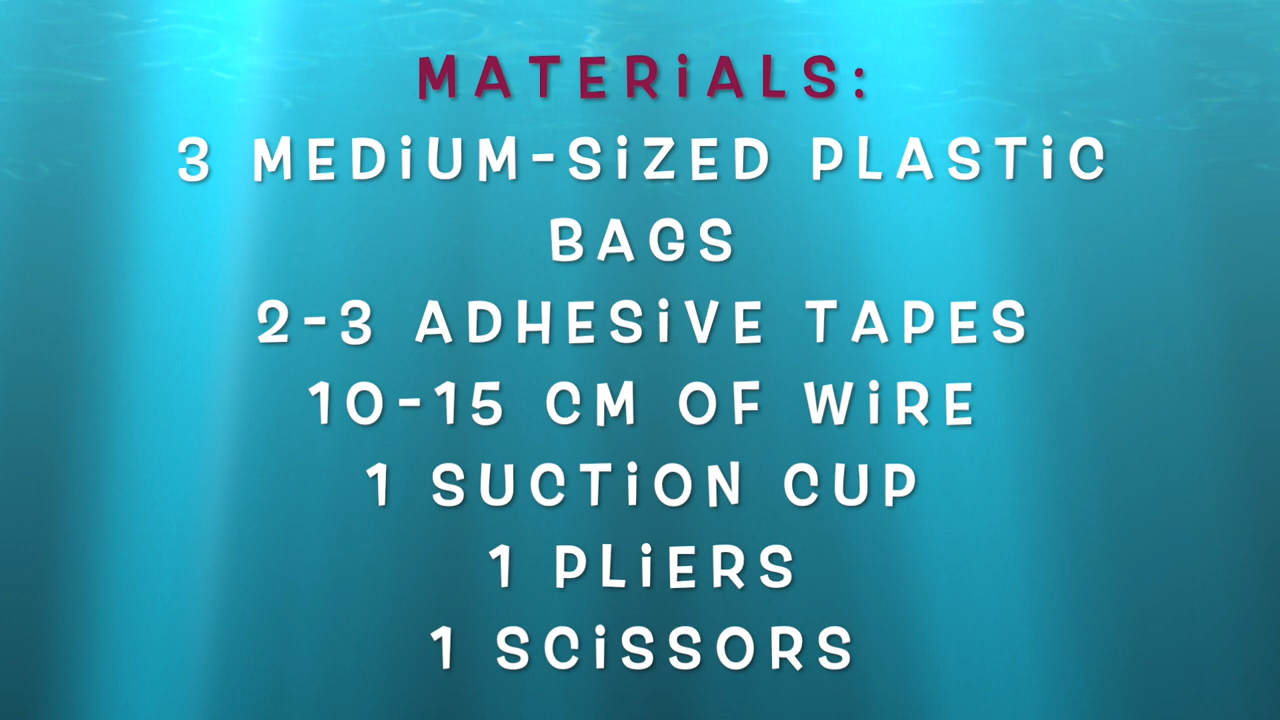 MATERiALS:
3 MEDiUM-SiZED PLASTiC
BAGS
2-3 ADHESiVE TAPES
10-15 CM OF WiRE
1 SUCTiON CUP
1 PLiERS
1 SCiSSORS